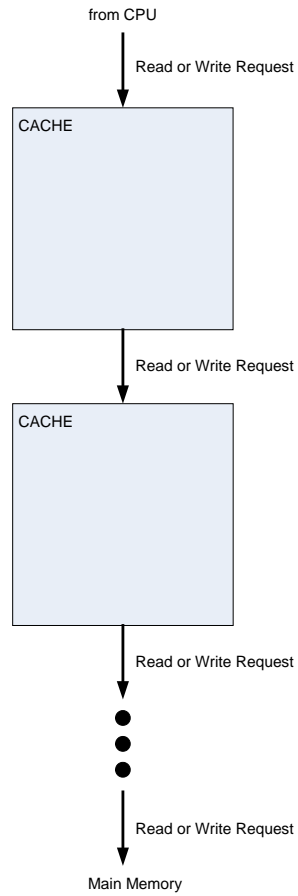 from CPU
Read or Write Request
CACHE
Read or Write Request
CACHE
Read or Write Request
Read or Write Request
Main Memory